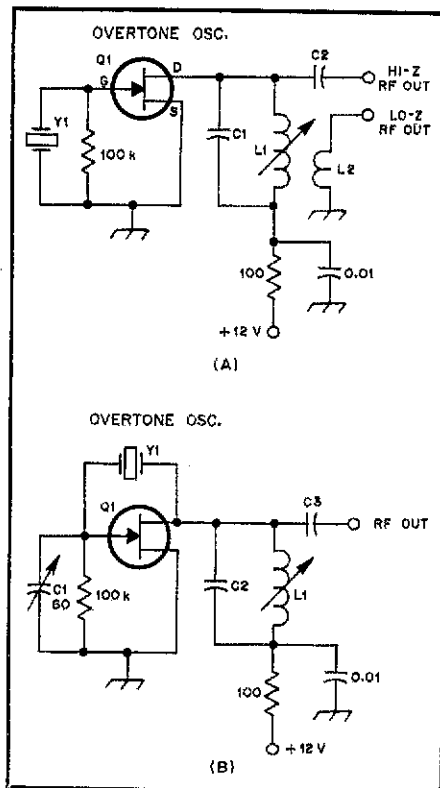 OVERTONE OSC.
Q1
D
C2
HI-Z
RF OUT
G
S
LO-Z
RF OUT
Y1
100 k
C1
L1
L2
100
0.01
+12 V
(A)
OVERTONE OSC.
Y1
Q1
C3
RF OUT
C1
60
100 k
C2
L1
100
0.01
+12 V
(B)